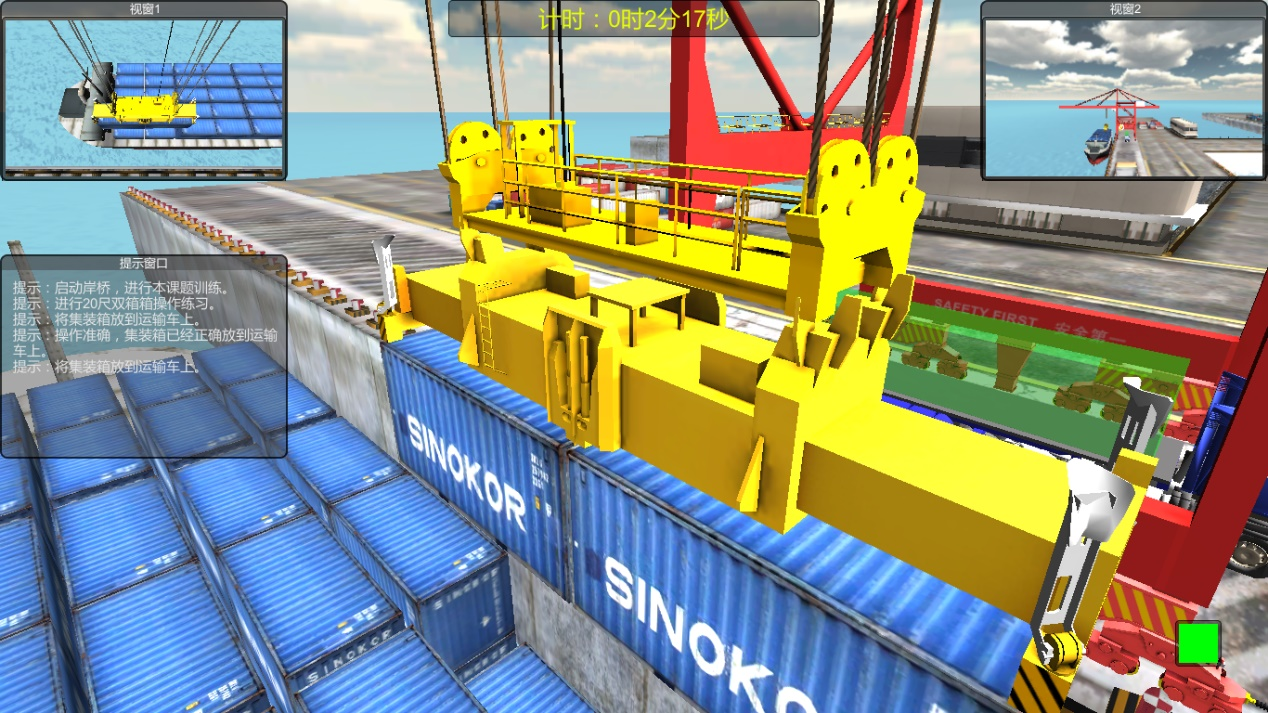 视窗1
计时：0时2分17秒
视窗2
提示窗口
提示：启动岸桥，进行本课题训练。
提示：进行20尺双箱箱操作练习。
提示：将集装箱放到运输车上。
提示：操作准确，集装箱已经正确放到运输
车上。
提示：将集装箱放到运输车上。
SAFETY FIRST 安全第一
SINOKOR
SINOKO
SINOKOR